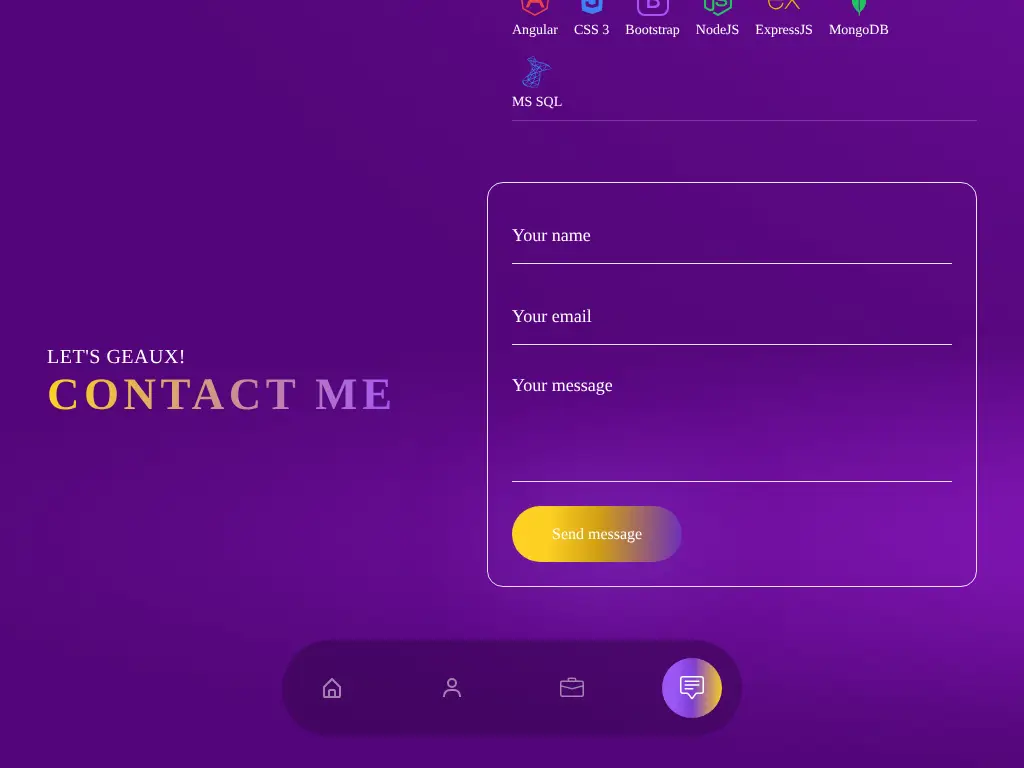 Angular CSS 3 Bootstrap NodeJS ExpressJS MongoDB
MS SQL
Your name
Your email
LET'S GEAUX!
CONTACT ME
Your message
Send message